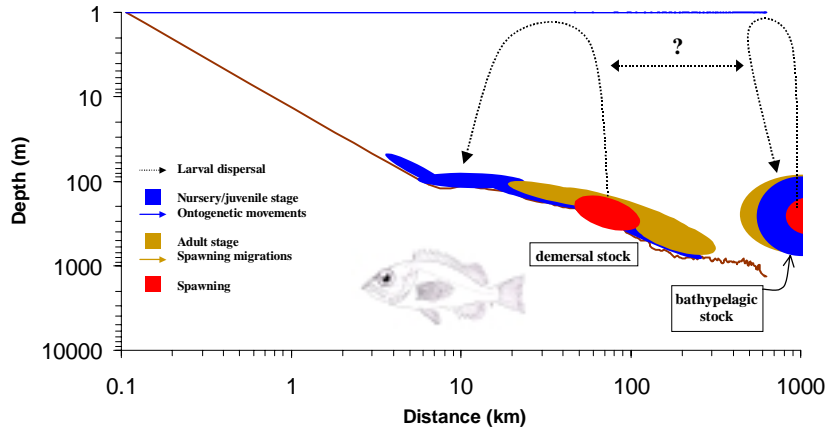 1
10
100
1000
10000
Depth (m)
?
Larval dispersal
Nursery/juvenile stage
Ontogenetic movements
Adult stage
Spawning migrations
Spawning
demersal stock
bathypelagic
stock
0.1
1
10
100
1000
Distance (km)